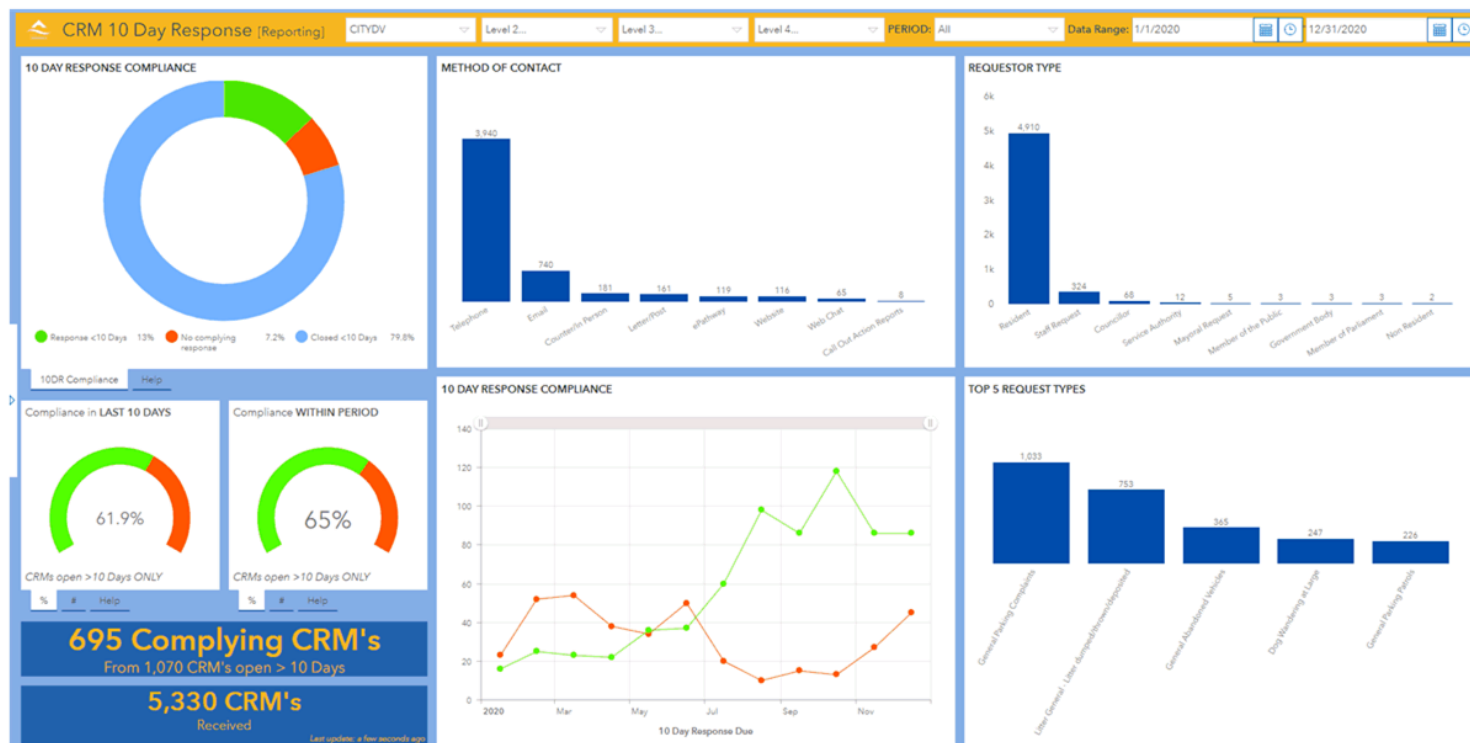 CRM 10 Day Response [Reporting]
CITYDV
Level 2...
Level 3...
Level 4...
PERIOD: All
Data Range: 1/1/2020
12/31/2020
10 DAY RESPONSE COMPLIANCE
Response <10 Days 13%
No complying
response
7.2%
Closed <10 Days 79.8%
10DR Compliance
Help
Compliance in LAST 10 DAYS
61.9%
CRMs open >10 Days ONLY
%
#
Help
Compliance WITHIN PERIOD
65%
CRMs open >10 Days ONLY
%
#
Help
695 Complying CRM's
From 1,070 CRM's open > 10 Days
5,330 CRM's
Received
Last update: a few seconds ago
METHOD OF CONTACT
3,940
740
181
161
119
116
65
8
Telephone
Email
Counter/In Person
Letter/Post
ePathway
Website
Web Chat
Call Out Action Reports
10 DAY RESPONSE COMPLIANCE
140
120
100
80
60
40
20
0
2020
Mar
May
Jul
Sep
Nov
10 Day Response Due
REQUESTOR TYPE
6k
5k
4k
3k
2k
1k
0
4,910
324
68
12
5
3
3
3
2
Resident
Staff Request
Councillor
Service Authority
Mayoral Request
Member of the Public
Government Body
Member of Parliament
Non Resident
TOP 5 REQUEST TYPES
1,033
753
365
247
226
General Parking Complaints
Litter General - Litter dumped/thrown/deposited
General Abandoned Vehicles
Dog Wandering at Large
General Parking Patrols